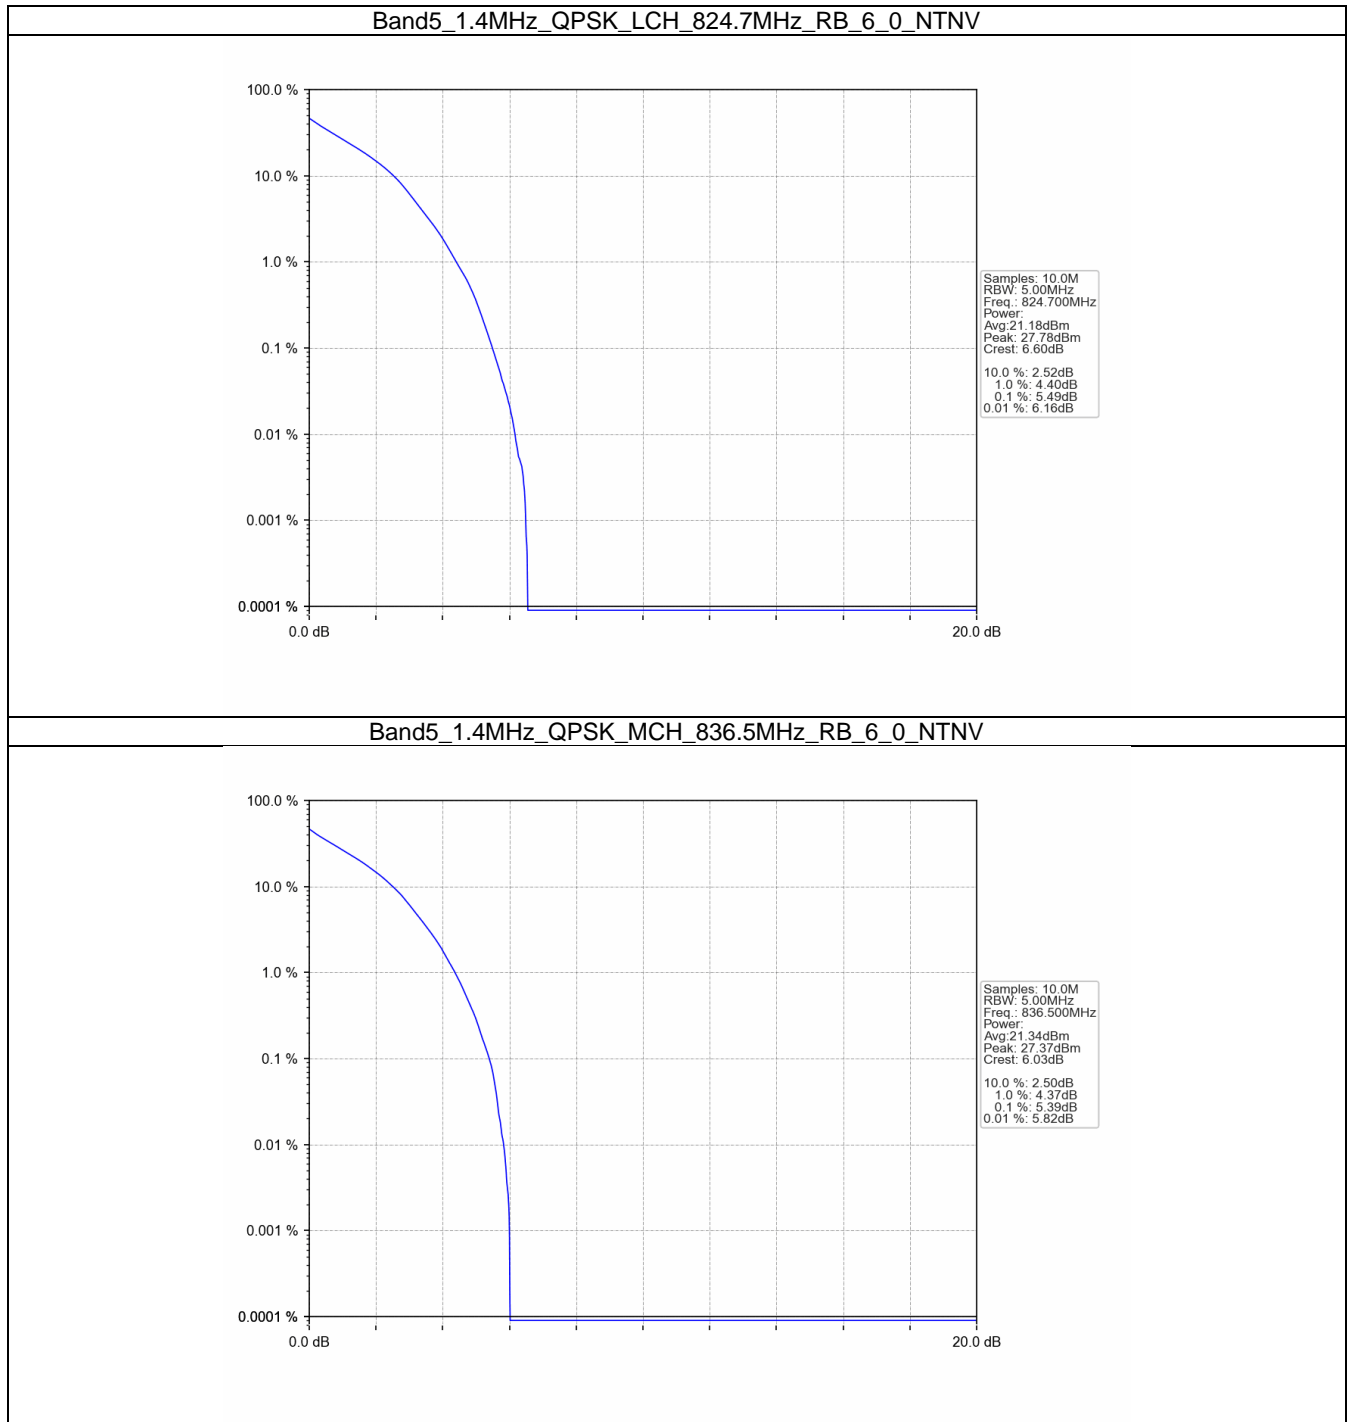 Band5_1.4MHz_QPSK_LCH_824.7MHz_RB_6_0_NTNV
100.0 %
10.0 %
1.0 %
0.1 %
0.01 %
0.001 %
0.0001 %
0.0 dB
20.0 dB
Samples: 10.0M
RBW: 5.00MHz
Freq.: 824.700MHz
Power:
Avg:21.18dBm
Peak: 27.78dBm
Crest: 6.60dB
10.0 %: 2.52dB
1.0 %: 4.40dB
0.1 %: 5.49dB
0.01 %: 6.16dB
Band5_1.4MHz_QPSK_MCH_836.5MHz_RB_6_0_NTNV
100.0 %
10.0 %
1.0 %
0.1 %
0.01 %
0.001 %
0.0001 %
0.0 dB
20.0 dB
Samples: 10.0M
RBW: 5.00MHz
Freq.: 836.500MHz
Power:
Avg:21.34dBm
Peak: 27.37dBm
Crest: 6.03dB
10.0 %: 2.50dB
1.0 %: 4.37dB
0.1 %: 5.39dB
0.01 %: 5.82dB